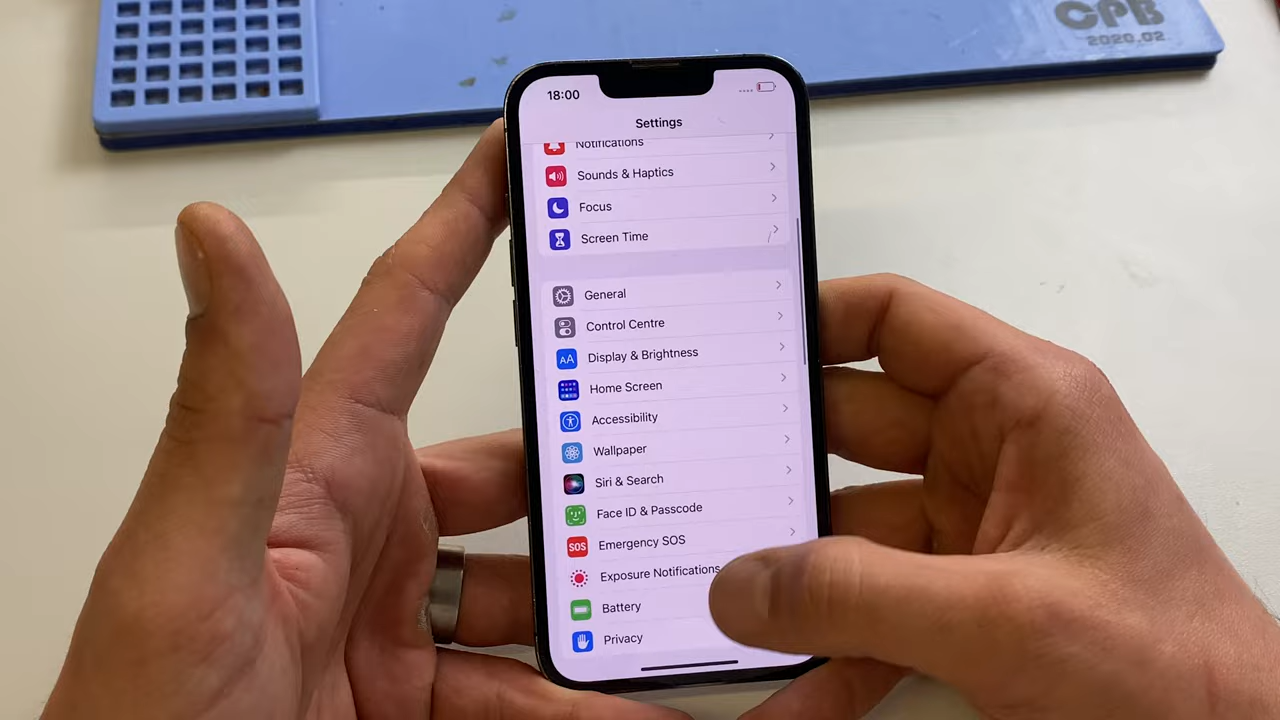 CPB
2020.02
18:00
Settings
Notifications
Sounds & Haptics
Focus
Screen Time
General
Control Centre
AA
Display & Brightness
Home Screen
Accessibility
Wallpaper
Siri & Search
Face ID & Passcode
SOS
Emergency SOS
Exposure Notifications
Battery
Privacy